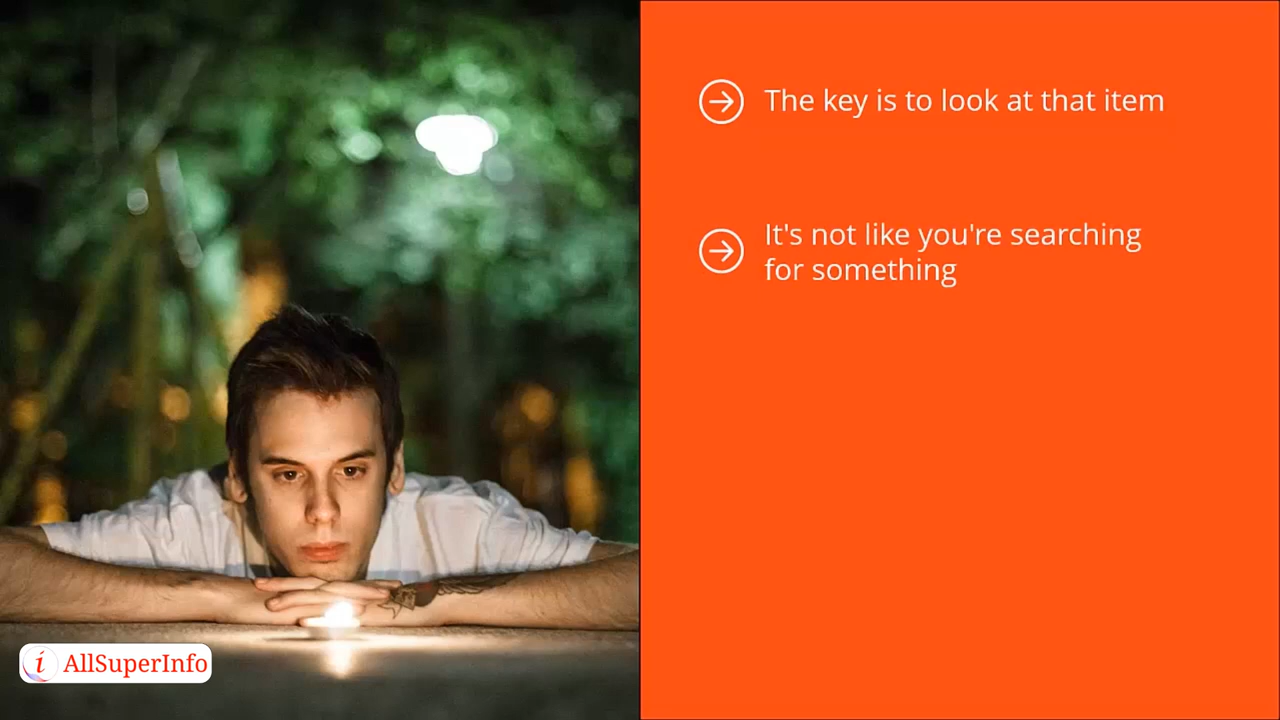 The key is to look at that item
It's not like you're searching
for something
i AllSuperInfo